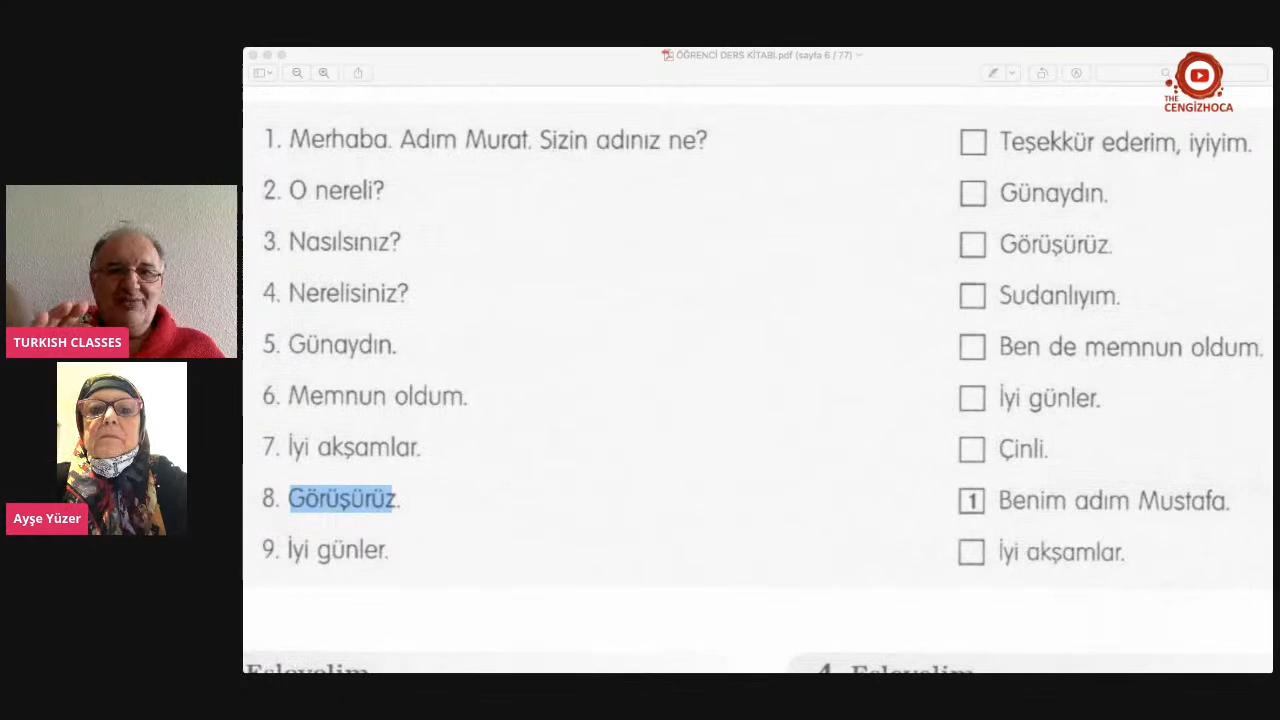 ÖĞRENCİ DERS KİTABI.pdf (sayfa 6 / 77)
THE
CENGİZHOCA
1. Merhaba. Adım Murat. Sizin adınız ne?
Teşekkür ederim, iyiyim.
2. O nereli?
Günaydın.
3. Nasılsınız?
Görüşürüz.
4. Nerelisiniz?
Sudanlıyım.
5. Günaydın.
Ben de memnun oldum.
6. Memnun oldum.
İyi günler.
7. İyi akşamlar.
Çinli.
8. Görüşürüz.
1 Benim adım Mustafa.
9. İyi günler.
İyi akşamlar.
TURKISH CLASSES
Ayşe Yüzer
Eşleyelim
4. Eşleyelim